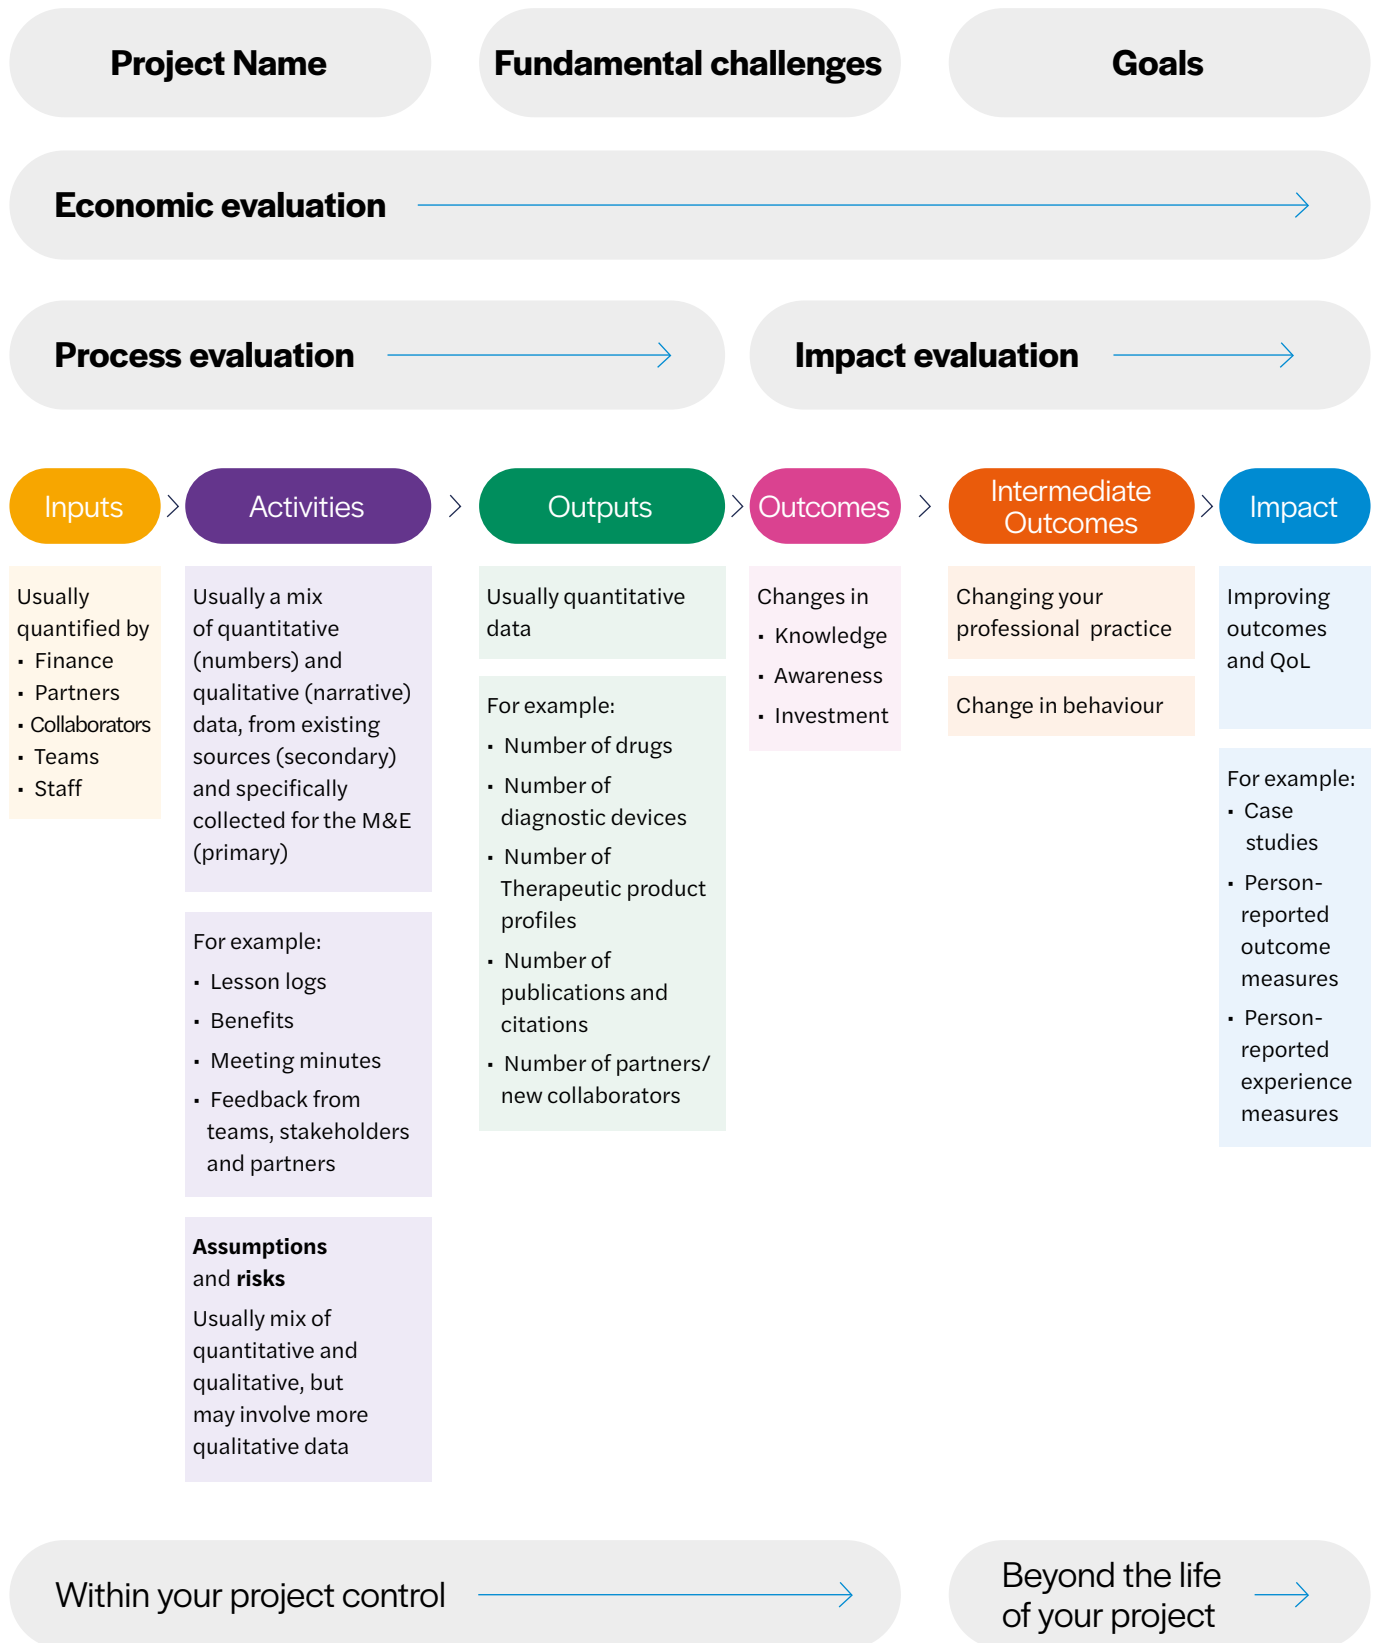 Project Name
Fundamental challenges
Goals
Economic evaluation
Process evaluation
Impact evaluation
Inputs
Activities
Outputs
Outcomes
Intermediate
Outcomes
Impact
Usually
quantified by
· Finance
· Partners
· Collaborators
· Teams
· Staff
Usually a mix
of quantitative
(numbers) and
qualitative (narrative)
data, from existing
sources (secondary)
and specifically
collected for the M&E
(primary)
For example:
· Lesson logs
· Benefits
· Meeting minutes
· Feedback from
teams, stakeholders
and partners
Assumptions
and risks
Usually mix of
quantitative and
qualitative, but
may involve more
qualitative data
Usually quantitative
data
For example:
· Number of drugs
· Number of
diagnostic devices
· Number of
Therapeutic product
profiles
· Number of
publications and
citations
· Number of partners/
new collaborators
Changes in
· Knowledge
· Awareness
· Investment
Changing your
professional practice
Change in behaviour
Improving
outcomes
and QoL
For example:
· Case
studies
· Person-
reported
outcome
measures
· Person-
reported
experience
measures
Within your project control
Beyond the life
of your project